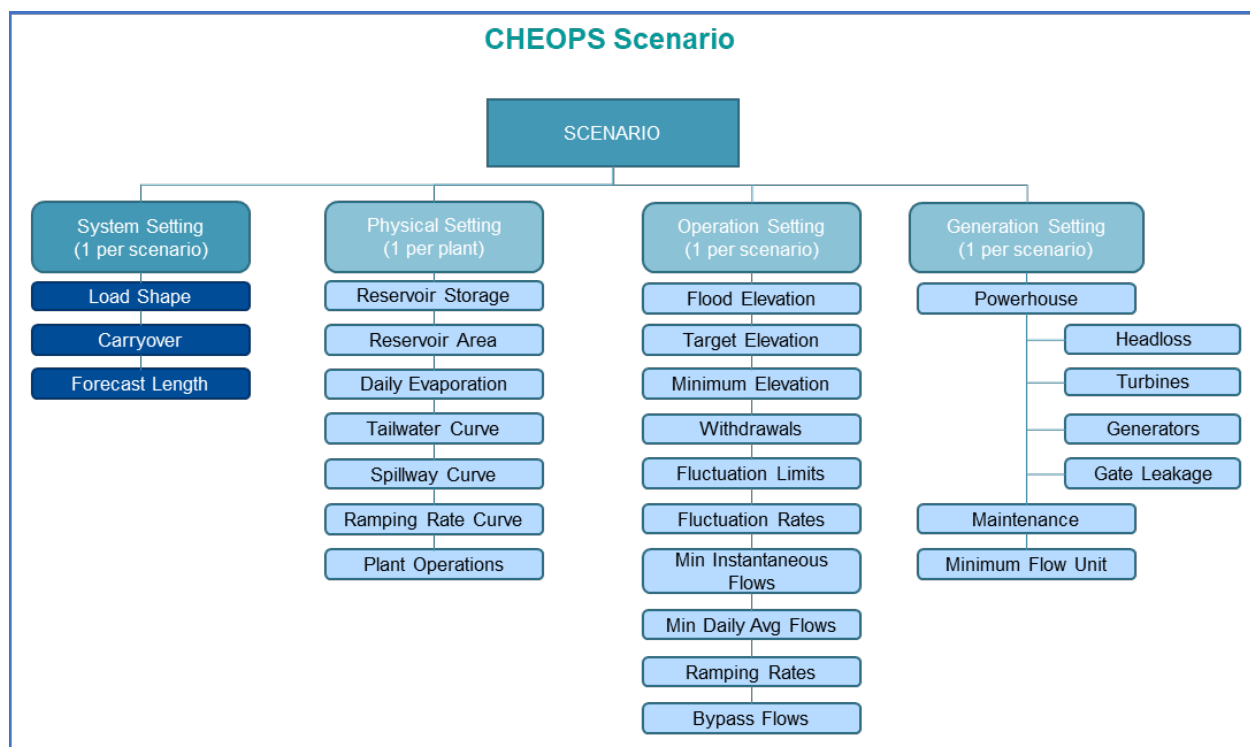 CHEOPS Scenario
SCENARIO
System Setting
(1 per scenario)
Load Shape
Carryover
Forecast Length
Physical Setting
(1 per plant)
Reservoir Storage
Reservoir Area
Daily Evaporation
Tailwater Curve
Spillway Curve
Ramping Rate Curve
Plant Operations
Operation Setting
(1 per scenario)
Flood Elevation
Target Elevation
Minimum Elevation
Withdrawals
Fluctuation Limits
Fluctuation Rates
Min Instantaneous
Flows
Min Daily Avg Flows
Ramping Rates
Bypass Flows
Generation Setting
(1 per scenario)
Powerhouse
Headloss
Turbines
Generators
Gate Leakage
Maintenance
Minimum Flow Unit